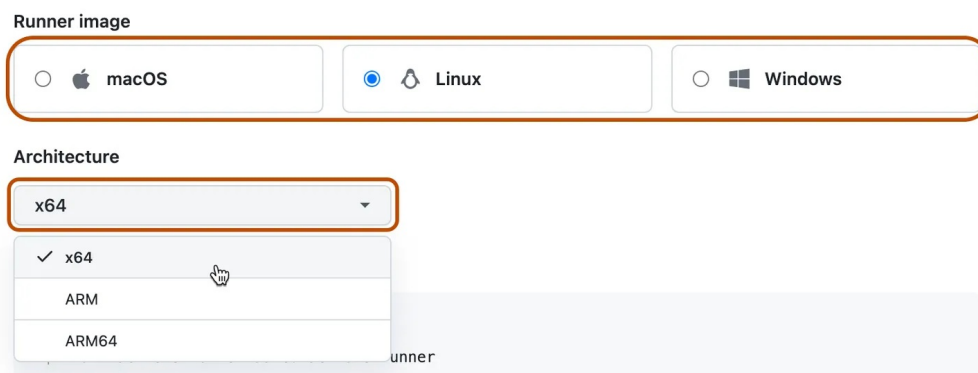 Runner image
macOS Linux Windows
Architecture
x64
x64
ARM
ARM64
unner